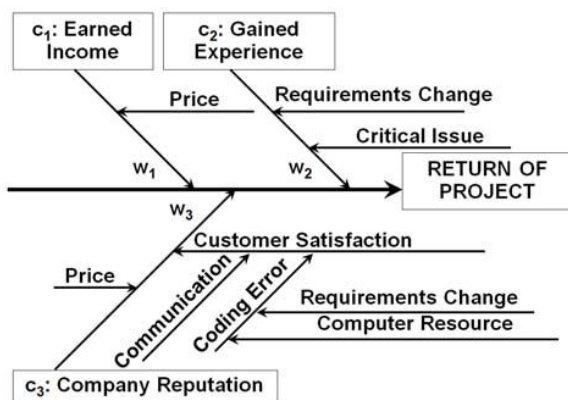 c₁: Earned
Income
c₂: Gained
Experience
Price
Requirements Change
Critical Issue
w₁
w₂
RETURN OF
PROJECT
w₃
Customer Satisfaction
Price
Communication
Coding Error
Requirements Change
Computer Resource
c₃: Company Reputation